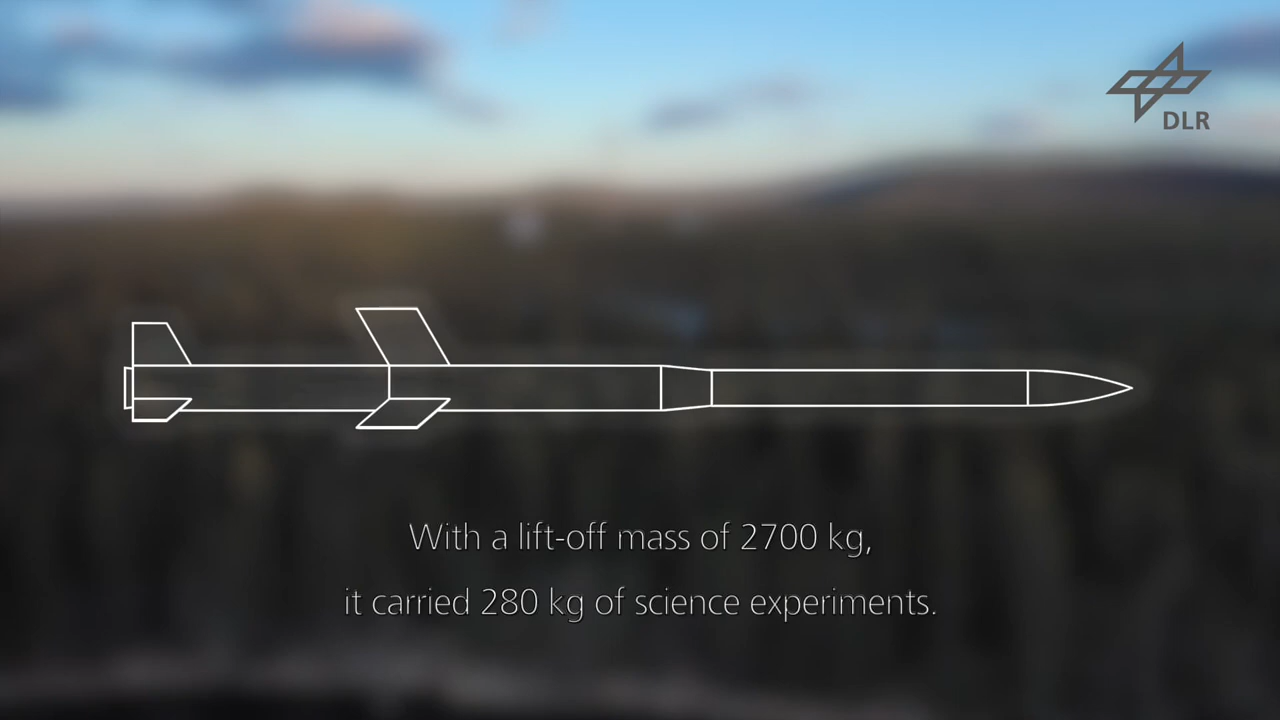 DLR
With a lift-off mass of 2700 kg,
it carried 280 kg of science experiments.